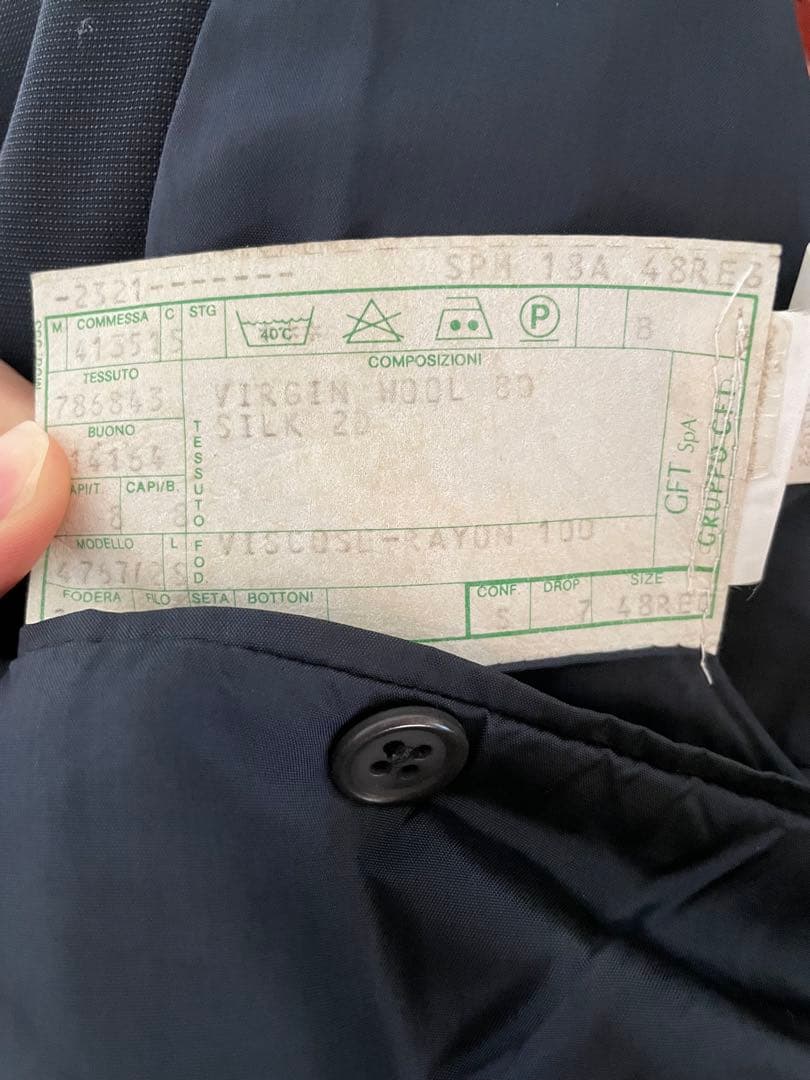 -2321-------
SPM 18A 48REG
M COMMESSA C STG
41351 S
40°C
P
B
TESSUTO
786843
COMPOSIZIONI
VIRGIN WOOL 80
SILK 20
BUONO
14164
TESSUTO
CAPI/B.
8 8
MODELLO L
S
FOD
VISCOSE-RAYON 100
GFT SpA
GRUPPO GFT
FODERA FILO SETA BOTTONI
CONF. DROP SIZE
S 7 48REG